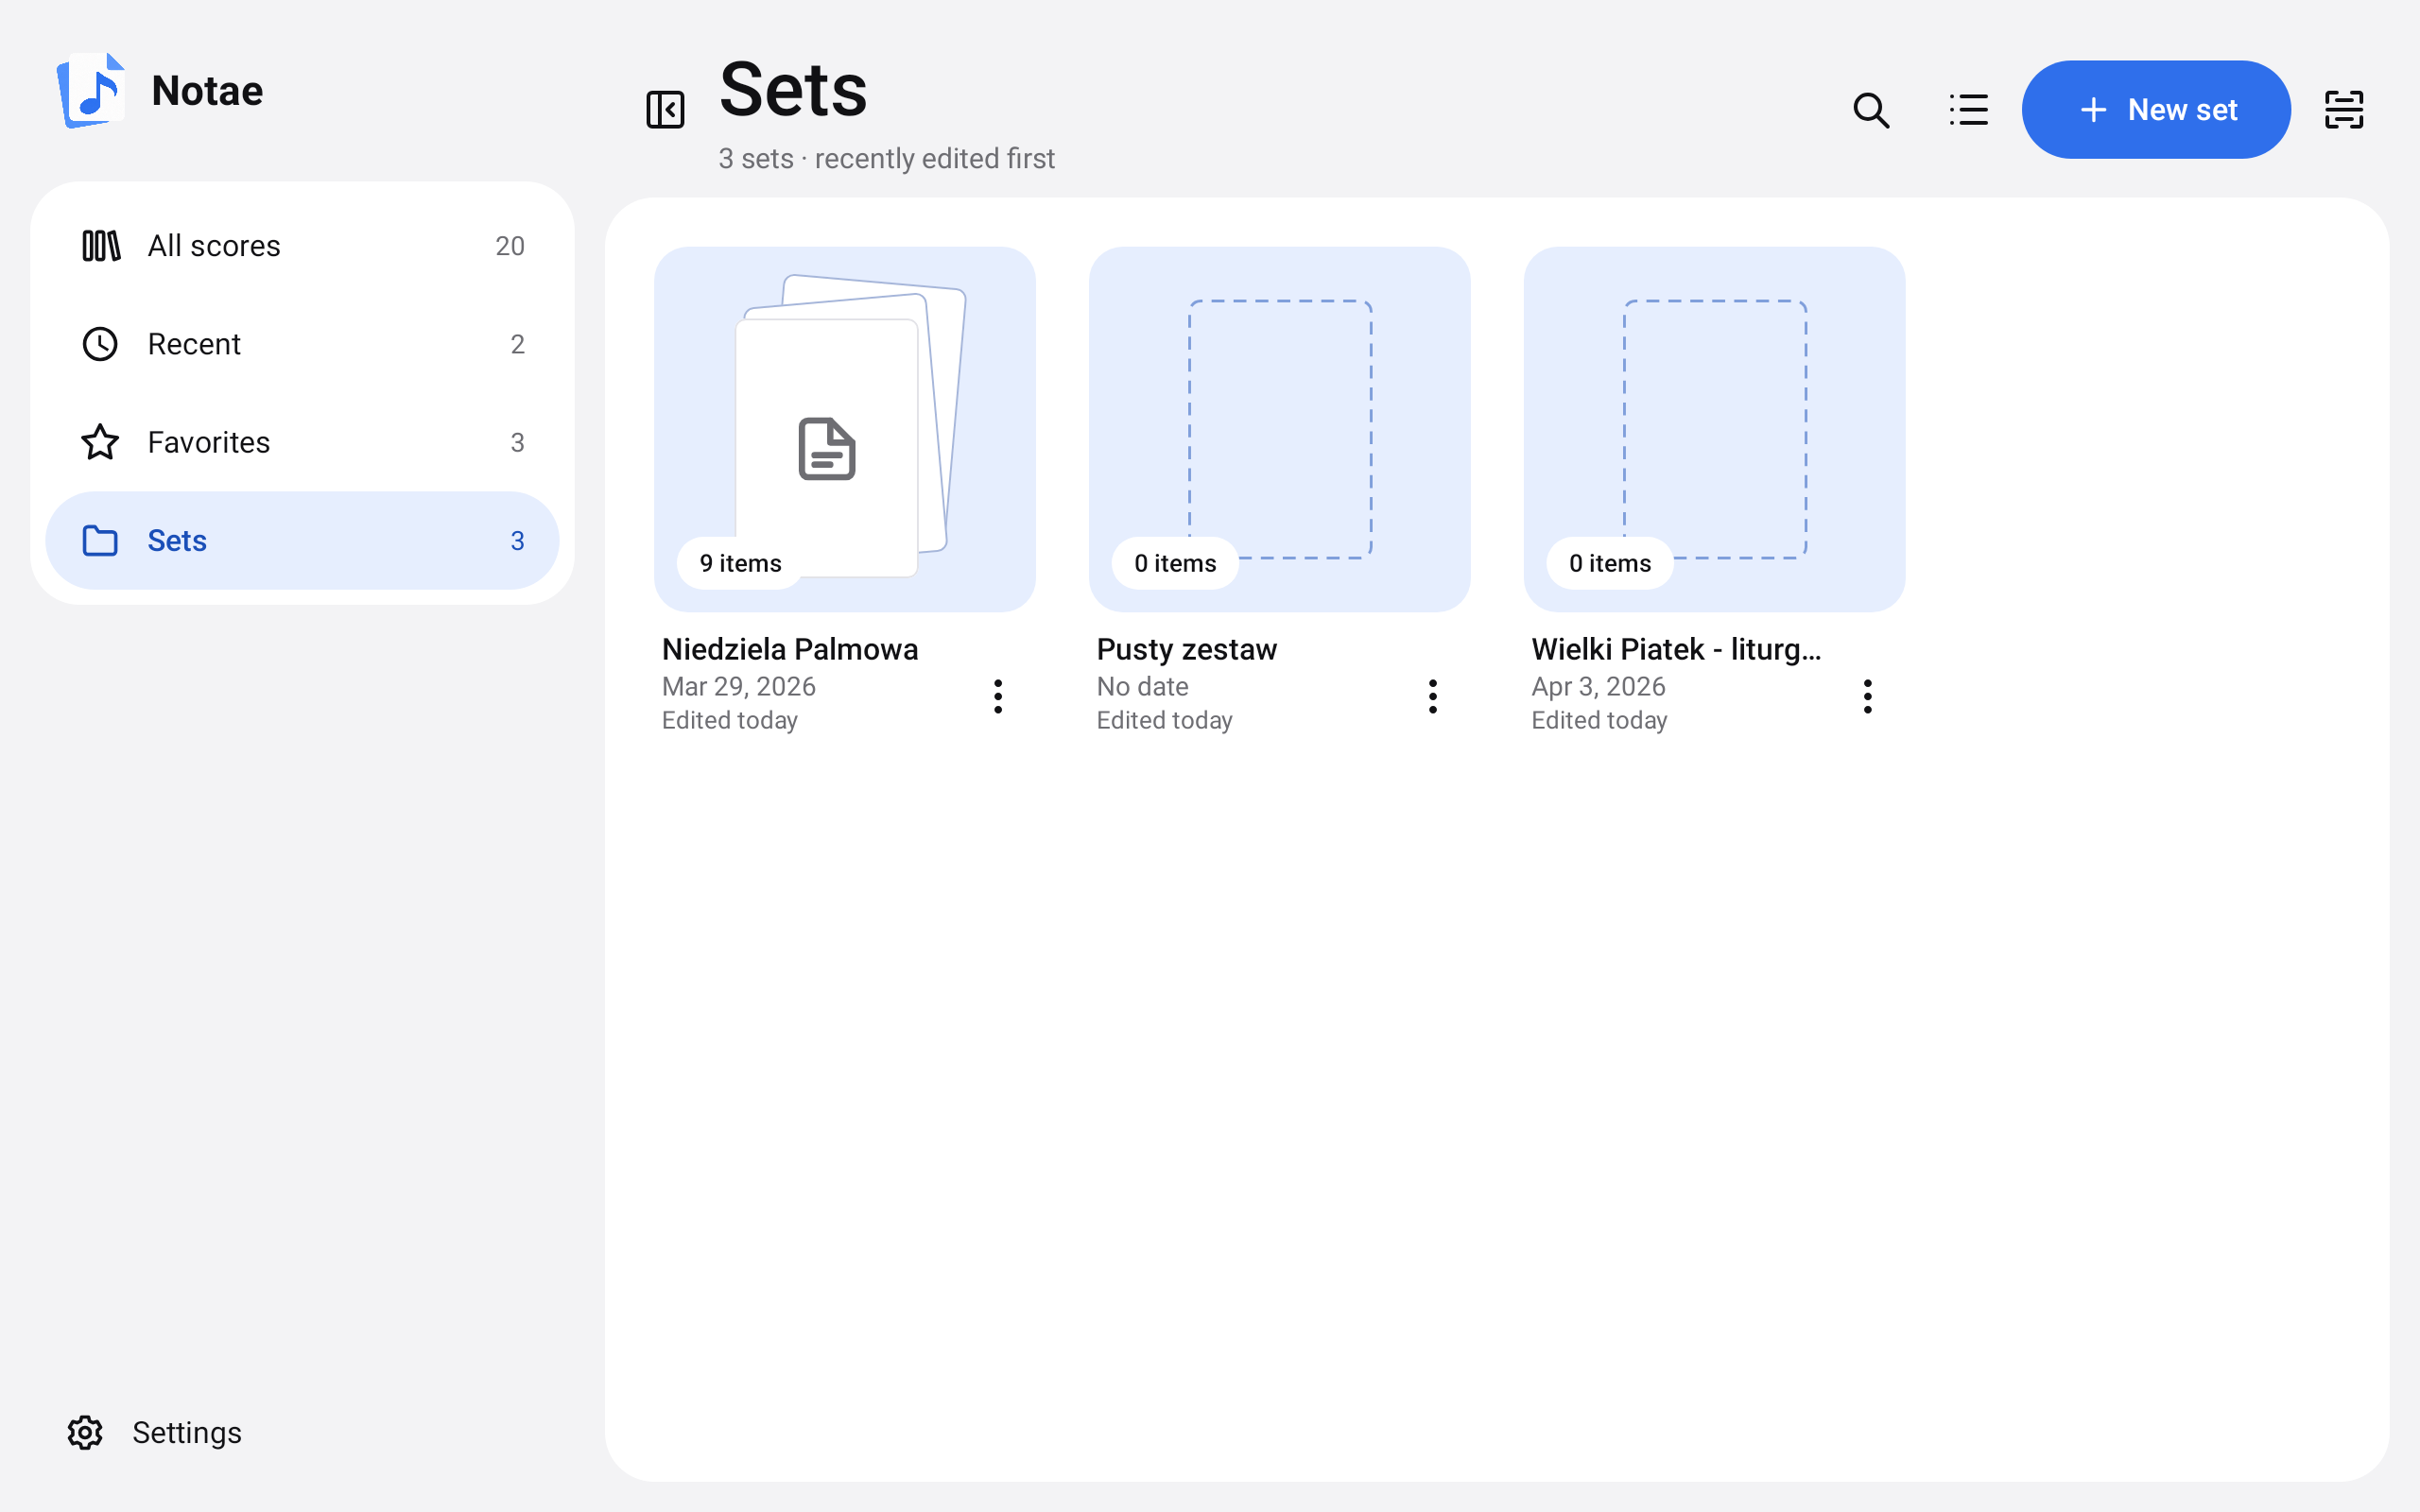 Notae
All scores 20
Recent 2
Favorites 3
Sets 3
Settings
Sets
3 sets · recently edited first
New set
9 items
Niedziela Palmowa
Mar 29, 2026
Edited today
0 items
Pusty zestaw
No date
Edited today
0 items
Wielki Piatek - liturg…
Apr 3, 2026
Edited today